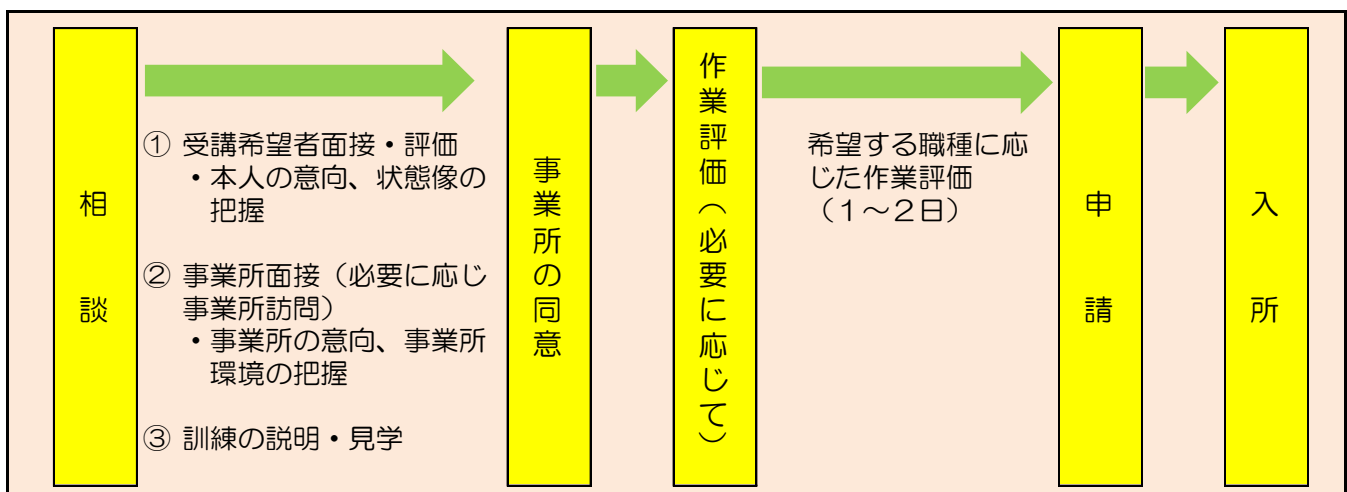 相談
① 受講希望者面接・評価
・本人の意向、状態像の
把握
② 事業所面接（必要に応じ
事業所訪問）
・事業所の意向、事業所
環境の把握
③ 訓練の説明・見学
事業所の同意
作業評価（必要に応じて）
希望する職種に応
じた作業評価
（１～２日）
申請
入所